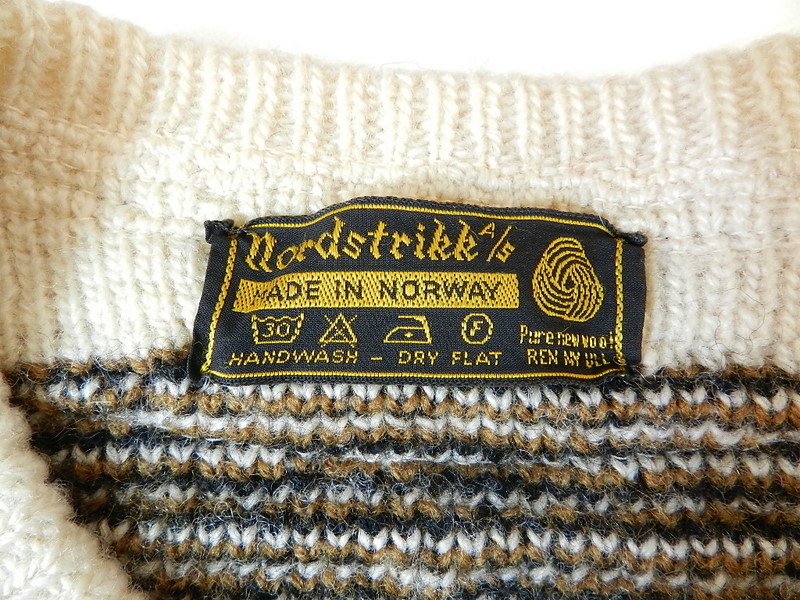 Nordstrikk A/S
MADE IN NORWAY
30 F
HANDWASH - DRY FLAT
Pure new wool
REN NY ULL